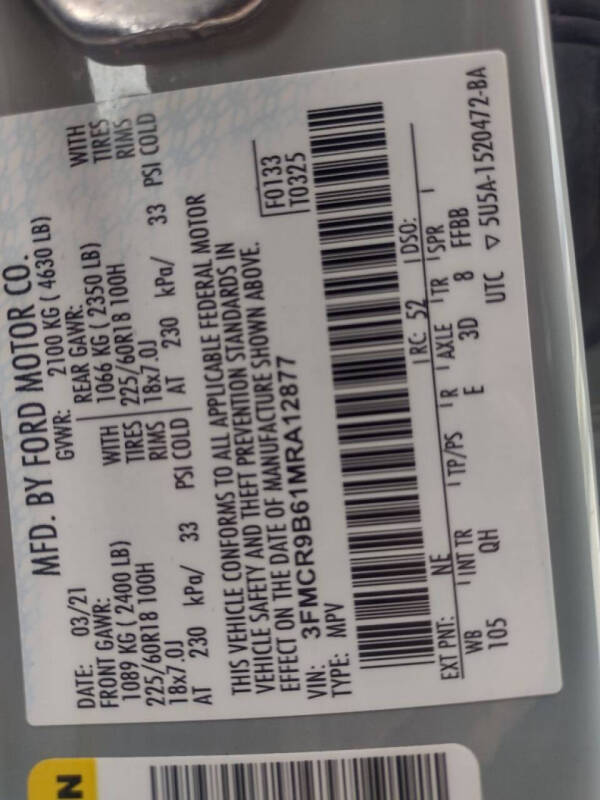 MFD. BY FORD MOTOR CO.
DATE: 03/21 GVWR: 2100 KG ( 4630 LB)
FRONT GAWR: REAR GAWR:
1089 KG ( 2400 LB) WITH 1066 KG ( 2350 LB) WITH
225/60R18 100H TIRES 225/60R18 100H TIRES
18x7.0J RIMS 18x7.0J RIMS
AT 230 kPa/ 33 PSI COLD AT 230 kPa/ 33 PSI COLD
THIS VEHICLE CONFORMS TO ALL APPLICABLE FEDERAL MOTOR
VEHICLE SAFETY AND THEFT PREVENTION STANDARDS IN
EFFECT ON THE DATE OF MANUFACTURE SHOWN ABOVE.
F0133
T0325
VIN: 3FMCR9B61MRA12877
TYPE: MPV
EXT PNT: NE RC: 52 DSO:
WB INT TR TP/PS R AXLE TR SPR
105 QH E 3D 8 FFBB
UTC ▽ 5U5A-1520472-BA
N